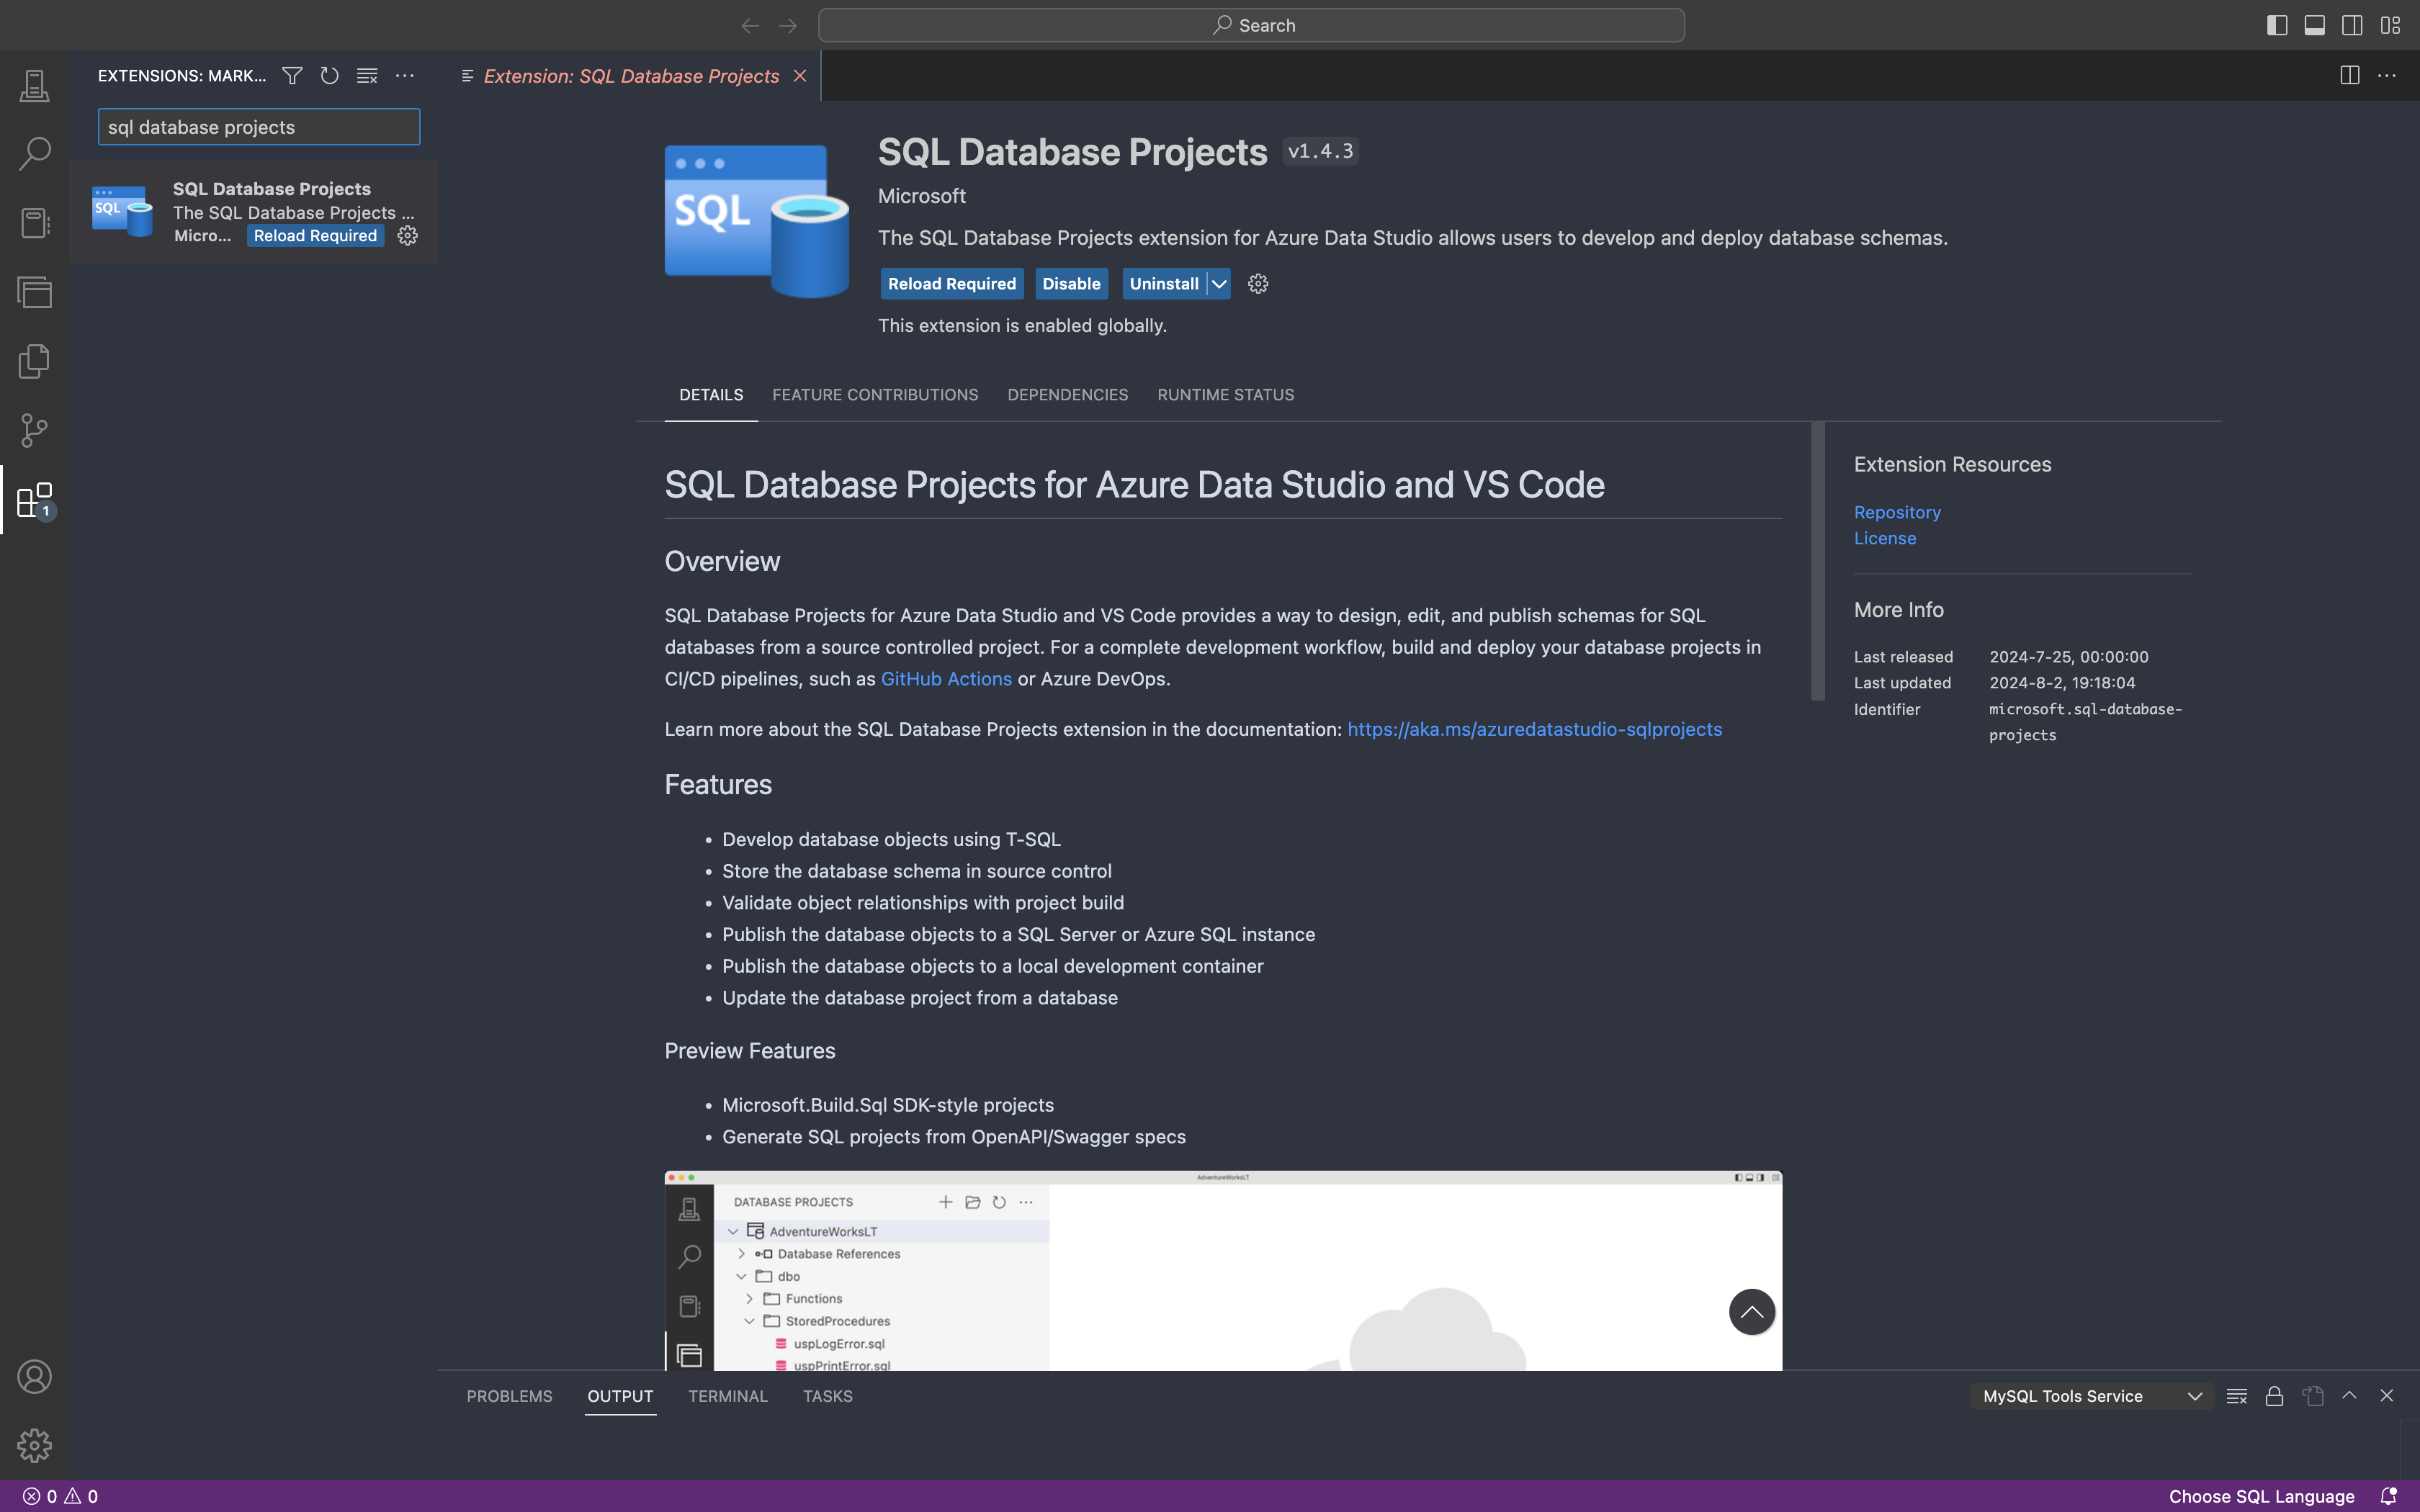 Search
EXTENSIONS: MARK...
Extension: SQL Database Projects
sql database projects
SQL Database Projects
The SQL Database Projects ...
Micro... Reload Required
1
SQL
SQL
SQL Database Projects v1.4.3
Microsoft
The SQL Database Projects extension for Azure Data Studio allows users to develop and deploy database schemas.
Reload Required Disable Uninstall
This extension is enabled globally.
DETAILS FEATURE CONTRIBUTIONS DEPENDENCIES RUNTIME STATUS
SQL Database Projects for Azure Data Studio and VS Code
Overview
SQL Database Projects for Azure Data Studio and VS Code provides a way to design, edit, and publish schemas for SQL
databases from a source controlled project. For a complete development workflow, build and deploy your database projects in
CI/CD pipelines, such as GitHub Actions or Azure DevOps.
Learn more about the SQL Database Projects extension in the documentation: https://aka.ms/azuredatastudio-sqlprojects
Features
• Develop database objects using T-SQL
• Store the database schema in source control
• Validate object relationships with project build
• Publish the database objects to a SQL Server or Azure SQL instance
• Publish the database objects to a local development container
• Update the database project from a database
Preview Features
• Microsoft.Build.Sql SDK-style projects
• Generate SQL projects from OpenAPI/Swagger specs
AdventureWorksLT
DATABASE PROJECTS
AdventureWorksLT
Database References
dbo
Functions
StoredProcedures
uspLogError.sql
uspPrintError.sql
Extension Resources
Repository
License
More Info
Last released 2024-7-25, 00:00:00
Last updated 2024-8-2, 19:18:04
Identifier microsoft.sql-database-
projects
PROBLEMS OUTPUT TERMINAL TASKS
MySQL Tools Service
0 0
Choose SQL Language